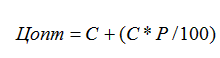 Цопт = С + (С * Р /100)